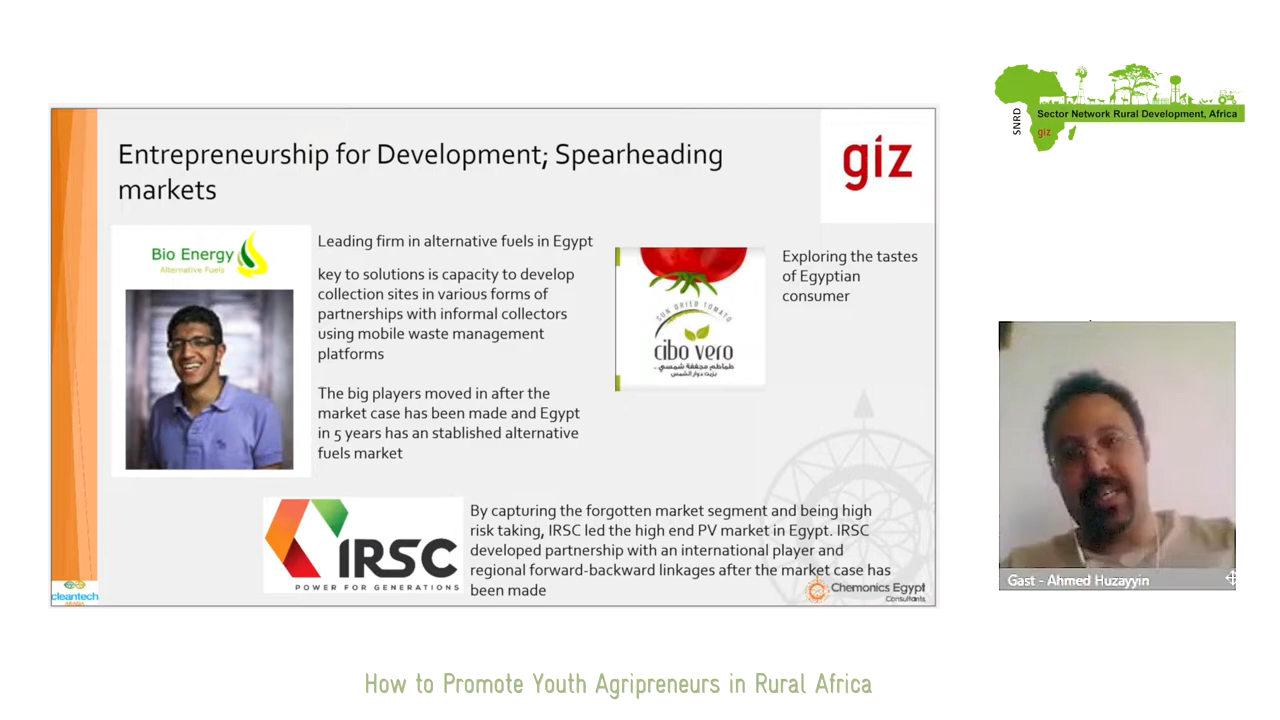 Entrepreneurship for Development; Spearheading
markets
giz
Bio Energy
Alternative Fuels
Leading firm in alternative fuels in Egypt
key to solutions is capacity to develop
collection sites in various forms of
partnerships with informal collectors
using mobile waste management
platforms
The big players moved in after the
market case has been made and Egypt
in 5 years has an stablished alternative
fuels market
SUN DRIED TOMATO
cibo vero
طماطم مجففة شمسي -
بزيت دوار الشمس
Exploring the tastes
of Egyptian
consumer
IRSC
POWER FOR GENERATIONS
By capturing the forgotten market segment and being high
risk taking, IRSC led the high end PV market in Egypt. IRSC
developed partnership with an international player and
regional forward-backward linkages after the market case has
been made
cleantech
Chemonics Egypt
Consultants
SNRD
Sector Network Rural Development, Africa
giz
Gast - Ahmed Huzayyin
How to Promote Youth Agripreneurs in Rural Africa